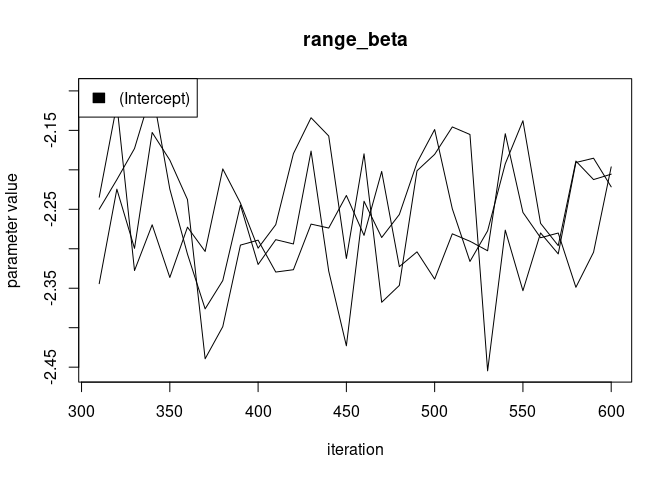 range_beta
(Intercept)
parameter value
-2.15
-2.25
-2.35
-2.45
300 350 400 450 500 550 600
iteration